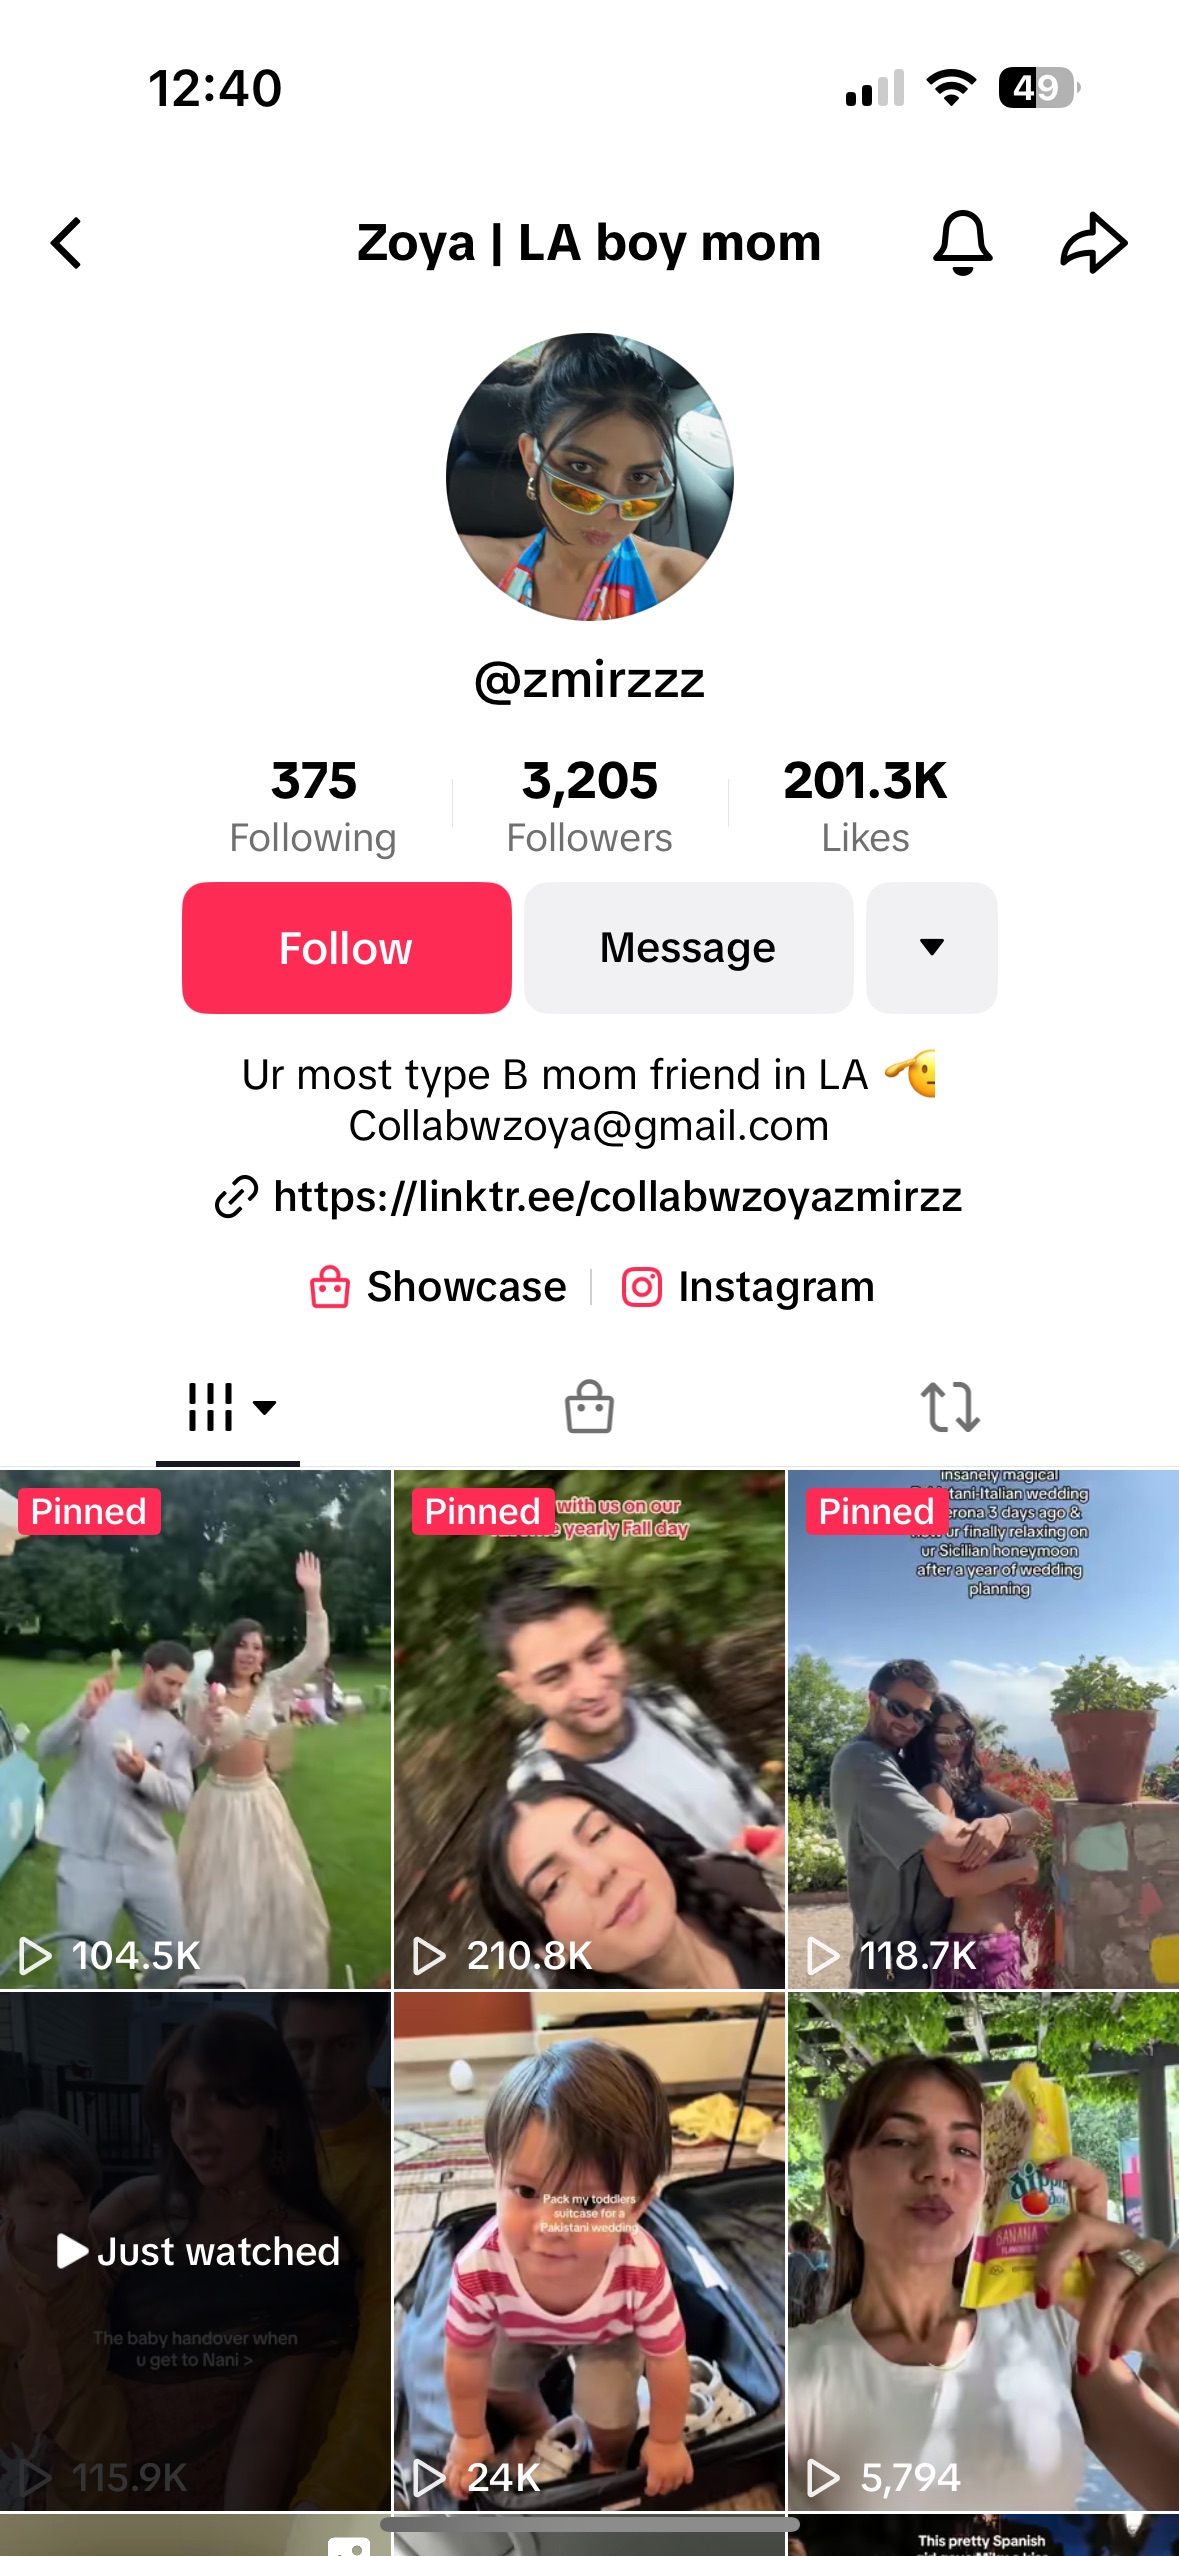 12:40
49
Zoya | LA boy mom
@zmirzzz
375
Following
3,205
Followers
201.3K
Likes
Follow
Message
Ur most type B mom friend in LA
Collabwzoya@gmail.com
https://linktr.ee/collabwzoyazmirzz
Showcase
Instagram
Pinned
104.5K
Pinned
with us on our
yearly Fall day
210.8K
Pinned
insanely magical
tani-Italian wedding
erona 3 days ago &
ur finally relaxing on
ur Sicilian honeymoon
after a year of wedding
planning
118.7K
Just watched
The baby handover when
u get to Nani >
115.9K
Pack my toddlers
suitcase for a
Pakistani wedding
24K
dippin
dots
BANANA
5,794
This pretty Spanish